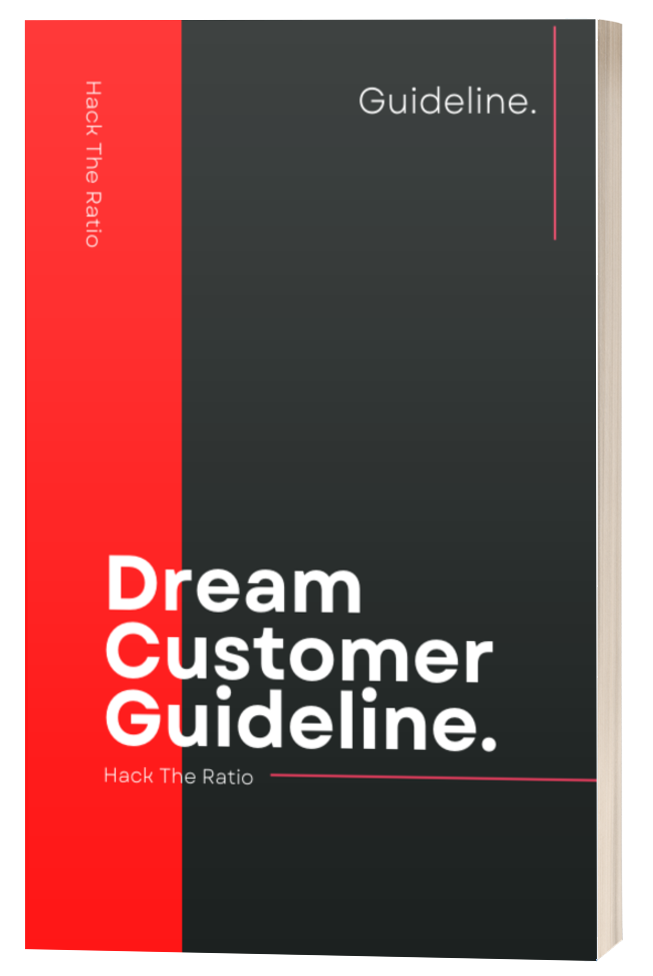 Guideline.
Hack The Ratio
Dream
Customer
Guideline.
Hack The Ratio